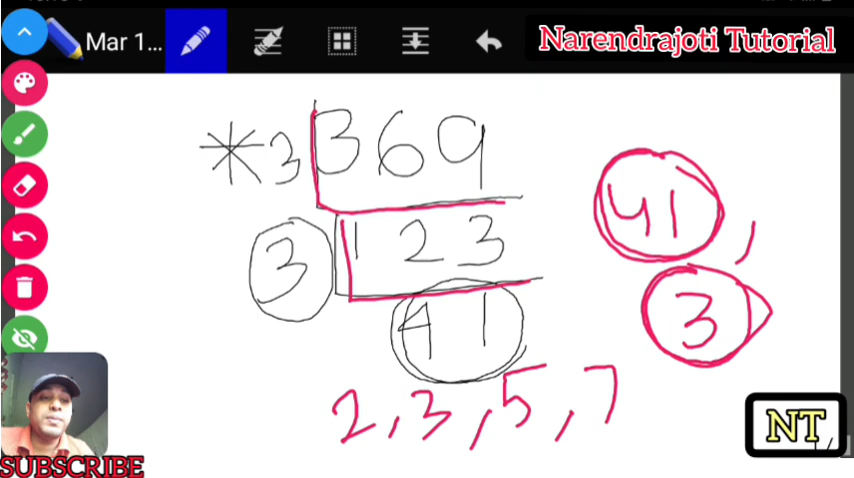 Mar 1...
Narendrajoti Tutorial
*3 369
3 123
41
41,
3
2,3,5,7
NT
SUBSCRIBE